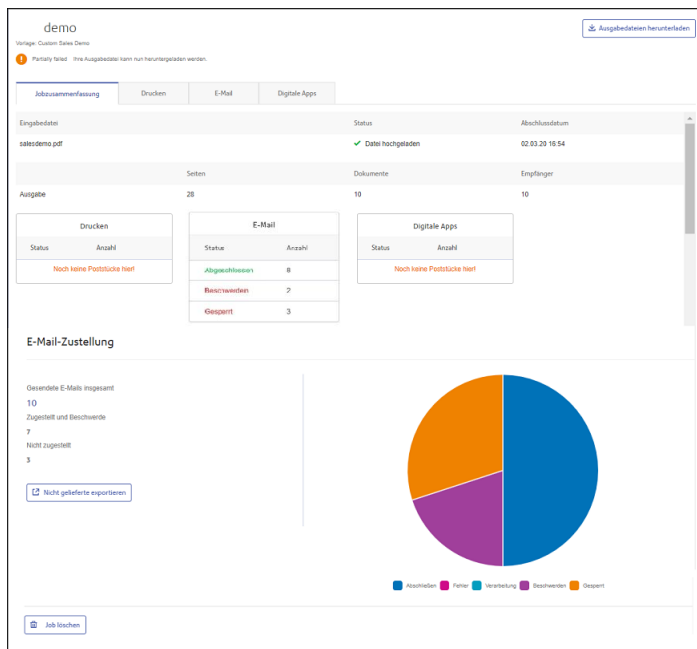 demo
Ausgabedateien herunterladen
Vorlage: Custom Sales Demo
Partially failed Ihre Ausgabedatei kann nun heruntergeladen werden.
Jobzusammenfassung Drucken E-Mail Digitale Apps
Eingabedatei Status Abschlussdatum
salesdemo.pdf Datei hochgeladen 02.03.20 16:54
Seiten Dokumente Empfänger
Ausgabe 28 10 10
Drucken E-Mail Digitale Apps
Status Anzahl Status Anzahl Status Anzahl
Noch keine Poststücke hier! Abgeschlossen 8 Noch keine Poststücke hier!
Beschwerden 2
Gesperrt 3
E-Mail-Zustellung
Gesendete E-Mails insgesamt
10
Zugestellt und Beschwerde
7
Nicht zugestellt
3
Nicht gelieferte exportieren
Abschließen Fehler Verarbeitung Beschwerden Gesperrt
Job löschen